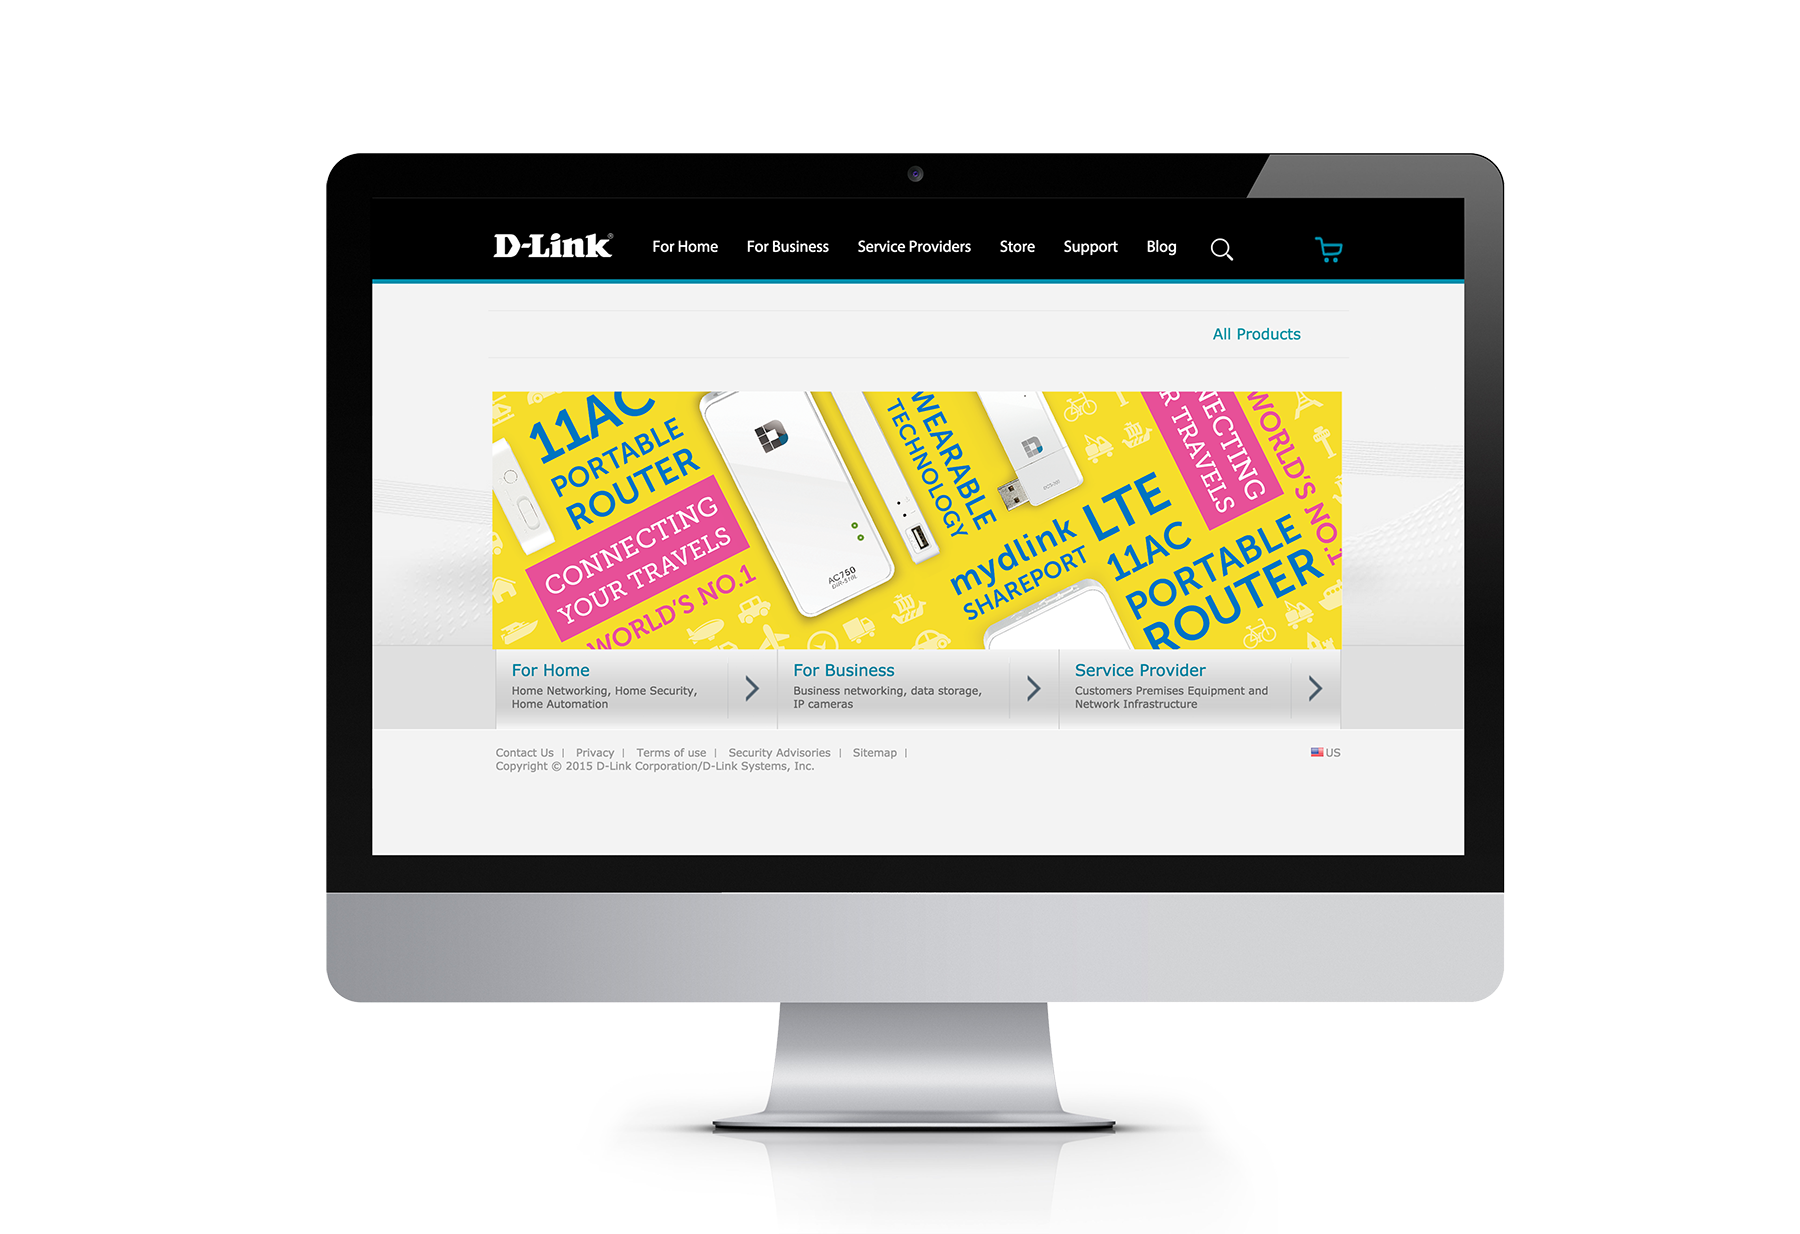 D-Link®
For Home
For Business
Service Providers
Store
Support
Blog
All Products
11AC
PORTABLE
ROUTER
CONNECTING
YOUR TRAVELS
WORLD'S NO.1
AC750
DIR-510L
WEARABLE
TECHNOLOGY
mydlink
SHAREPORT
LTE
11AC
PORTABLE
ROUTER
NECTING
R TRAVELS
WORLD'S NO.1
For Home
Home Networking, Home Security,
Home Automation
For Business
Business networking, data storage,
IP cameras
Service Provider
Customers Premises Equipment and
Network Infrastructure
Contact Us | Privacy | Terms of use | Security Advisories | Sitemap |
Copyright © 2015 D-Link Corporation/D-Link Systems, Inc.
US